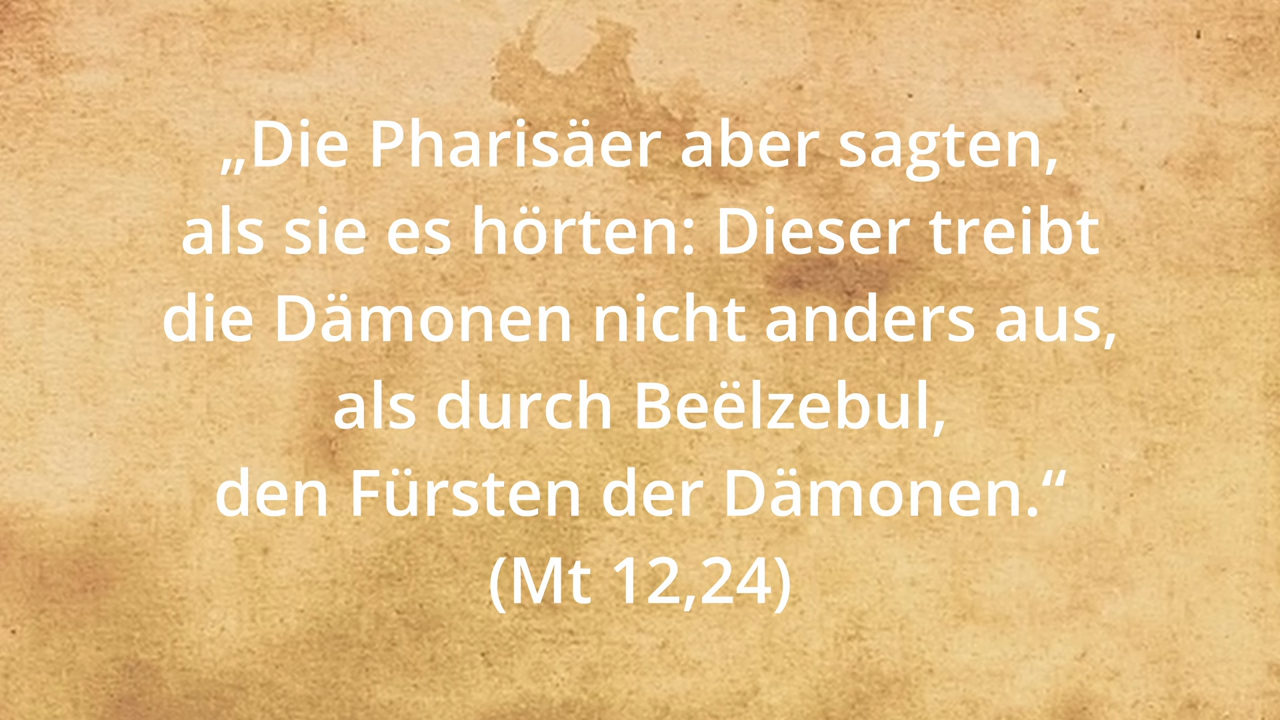 „Die Pharisäer aber sagten,
als sie es hörten: Dieser treibt
die Dämonen nicht anders aus,
als durch Beëlzebul,
den Fürsten der Dämonen.“
(Mt 12,24)